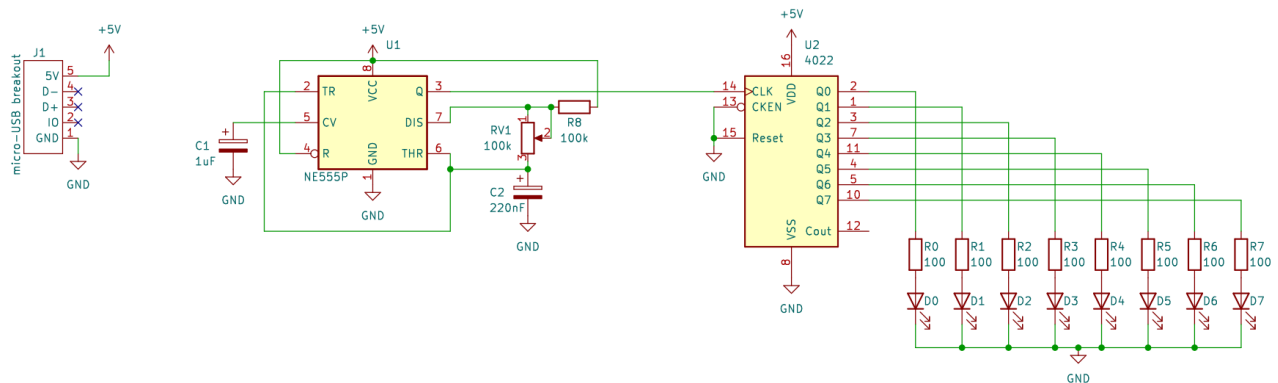 micro-USB breakout
J1
+5V
5V 5
D- 4
D+ 3
IO 2
GND 1
GND
+5V
U1
NE555P
2 TR
5 CV
4 R
8 VCC
GND 1
Q 3
DIS 7
THR 6
GND
C1
1uF
+
GND
RV1
100k
1
2
3
R8
100k
C2
220nF
+
GND
+5V
U2
4022
16 VDD
14 CLK
13 CKEN
15 Reset
VSS 8
Q0 2
Q1 1
Q2 3
Q3 7
Q4 11
Q5 4
Q6 5
Q7 10
Cout 12
GND
GND
R0
100
R1
100
R2
100
R3
100
R4
100
R5
100
R6
100
R7
100
D0
D1
D2
D3
D4
D5
D6
D7
GND